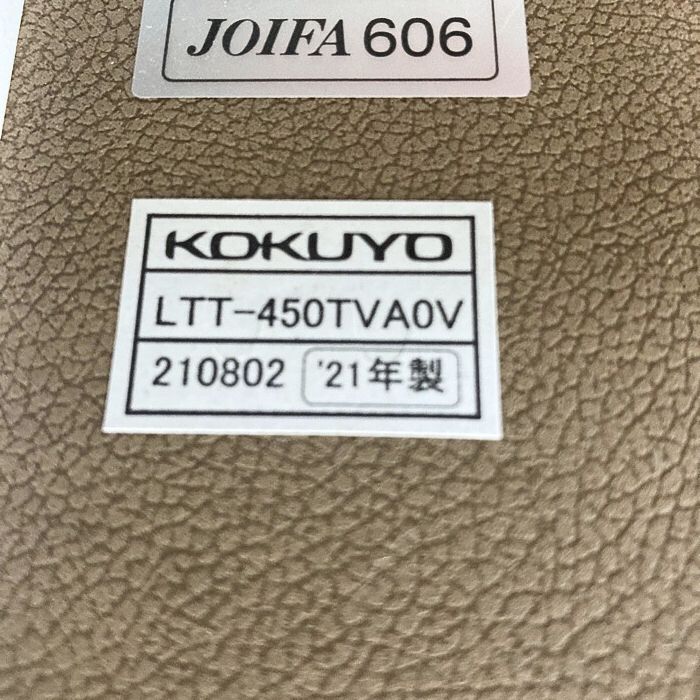 JOIFA 606
KOKUYO
LTT-450TVA0V
210802 '21年製